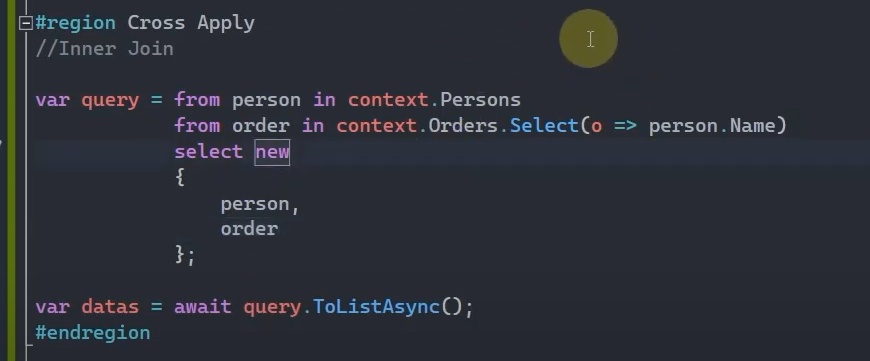 #region Cross Apply
//Inner Join
var query = from person in context.Persons
from order in context.Orders.Select(o => person.Name)
select new
{
person,
order
};
var datas = await query.ToListAsync();
#endregion